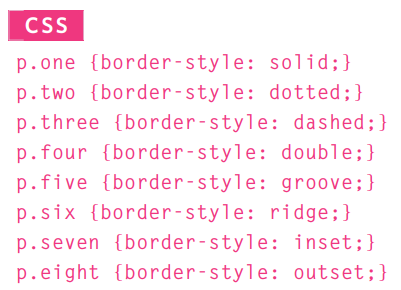 CSS
p.one {border-style: solid;}
p.two {border-style: dotted;}
p.three {border-style: dashed;}
p.four {border-style: double;}
p.five {border-style: groove;}
p.six {border-style: ridge;}
p.seven {border-style: inset;}
p.eight {border-style: outset;}